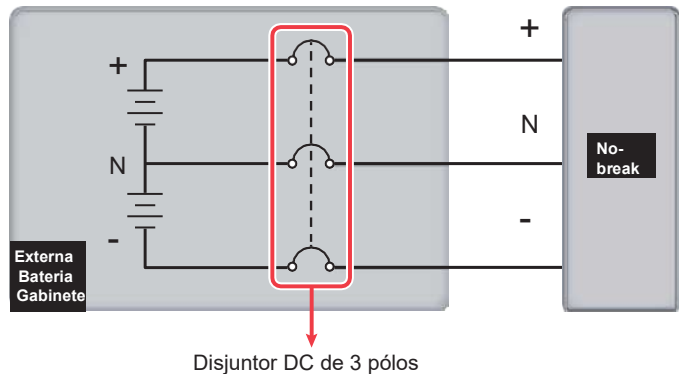 +
+
N
N
-
-
No-
break
Externa
Bateria
Gabinete
Disjuntor DC de 3 pólos